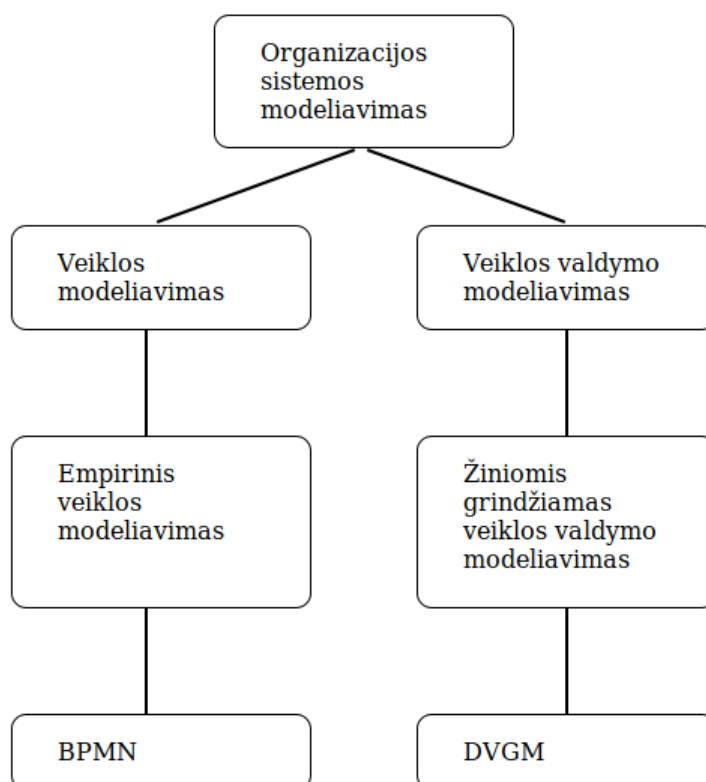 Organizacijos
sistemos
modeliavimas
Veiklos
modeliavimas
Veiklos valdymo
modeliavimas
Empirinis
veiklos
modeliavimas
Žiniomis
grindžiamas
veiklos valdymo
modeliavimas
BPMN
DVGM